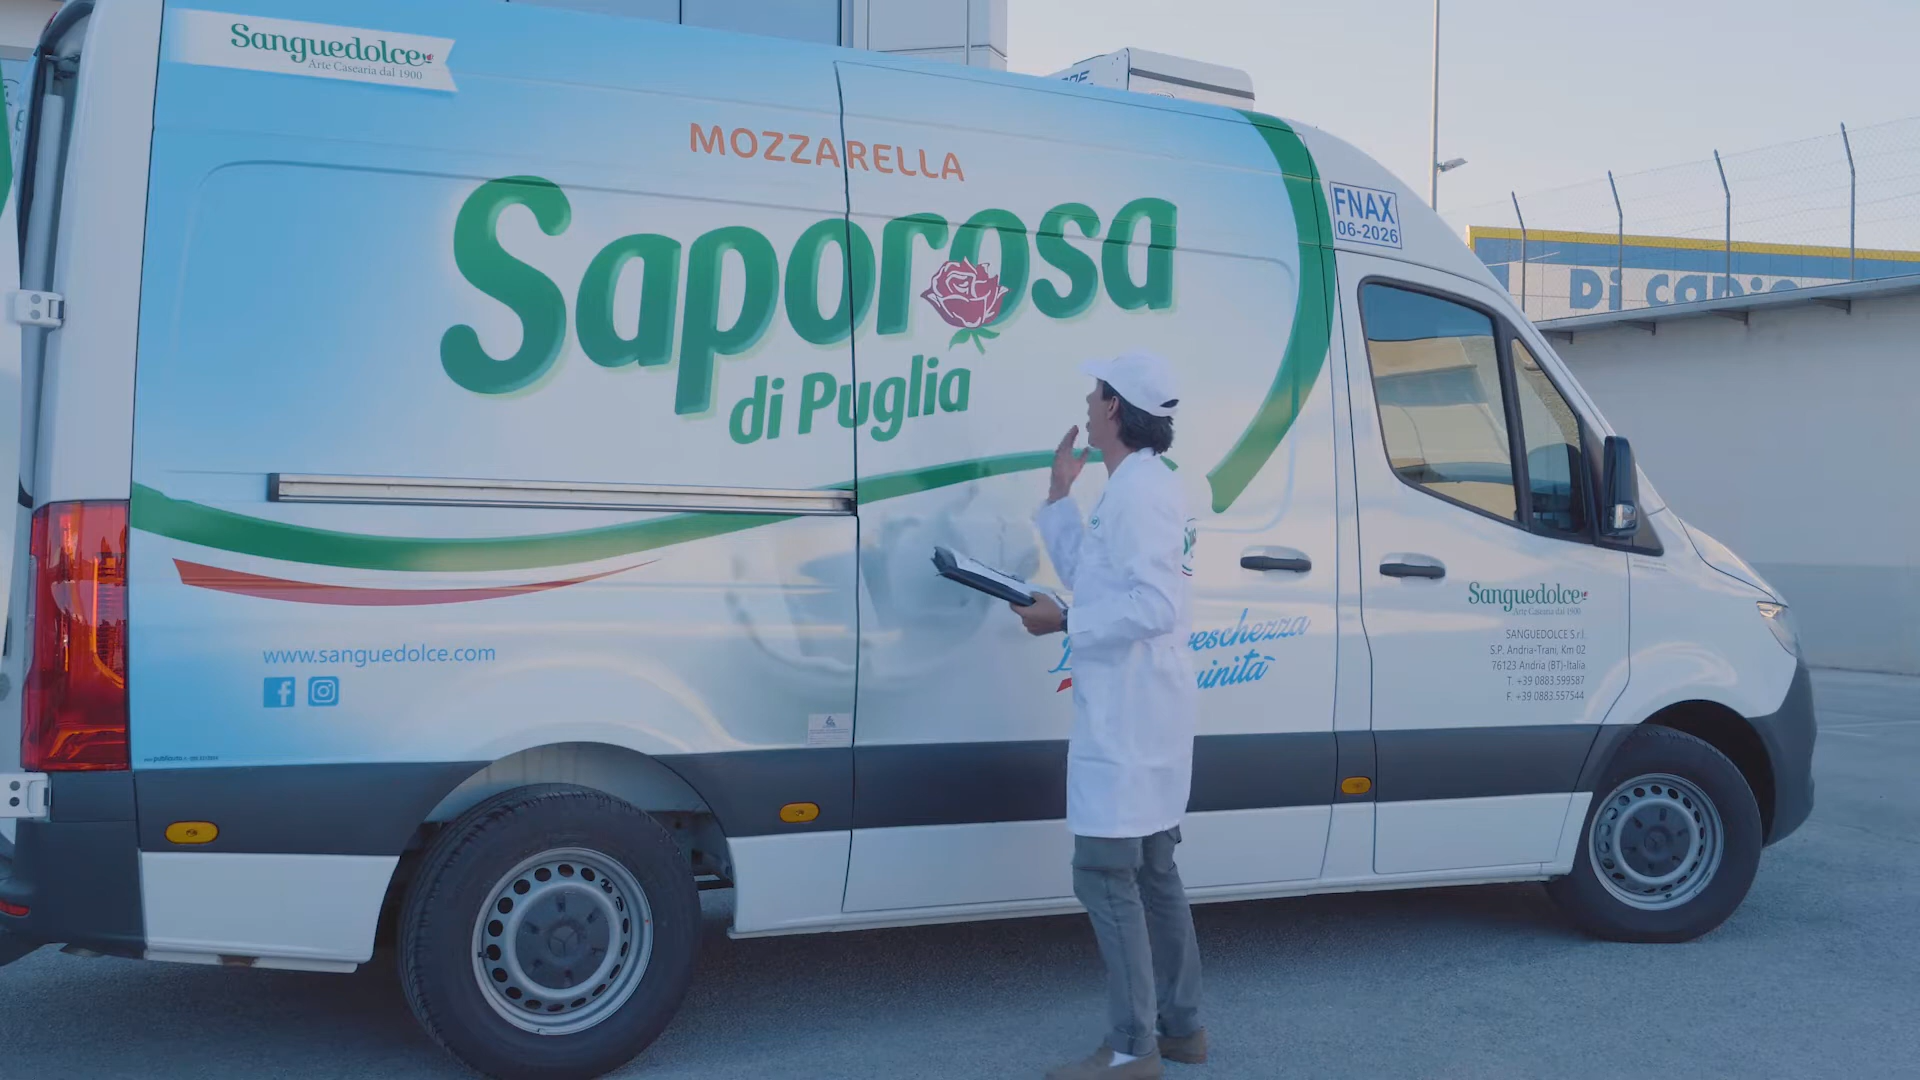 Sanguedolce
Arte Casearia dal 1900
MOZZARELLA
Saporosa
di Puglia
FNAX
06-2026
www.sanguedolce.com
Sanguedolce
Arte Casearia dal 1900
SANGUEDOLCE S.r.l.
S.P. Andria-Trani, Km 02
76123 Andria (BT)-Italia
T. +39 0883.599587
F. +39 0883.557544